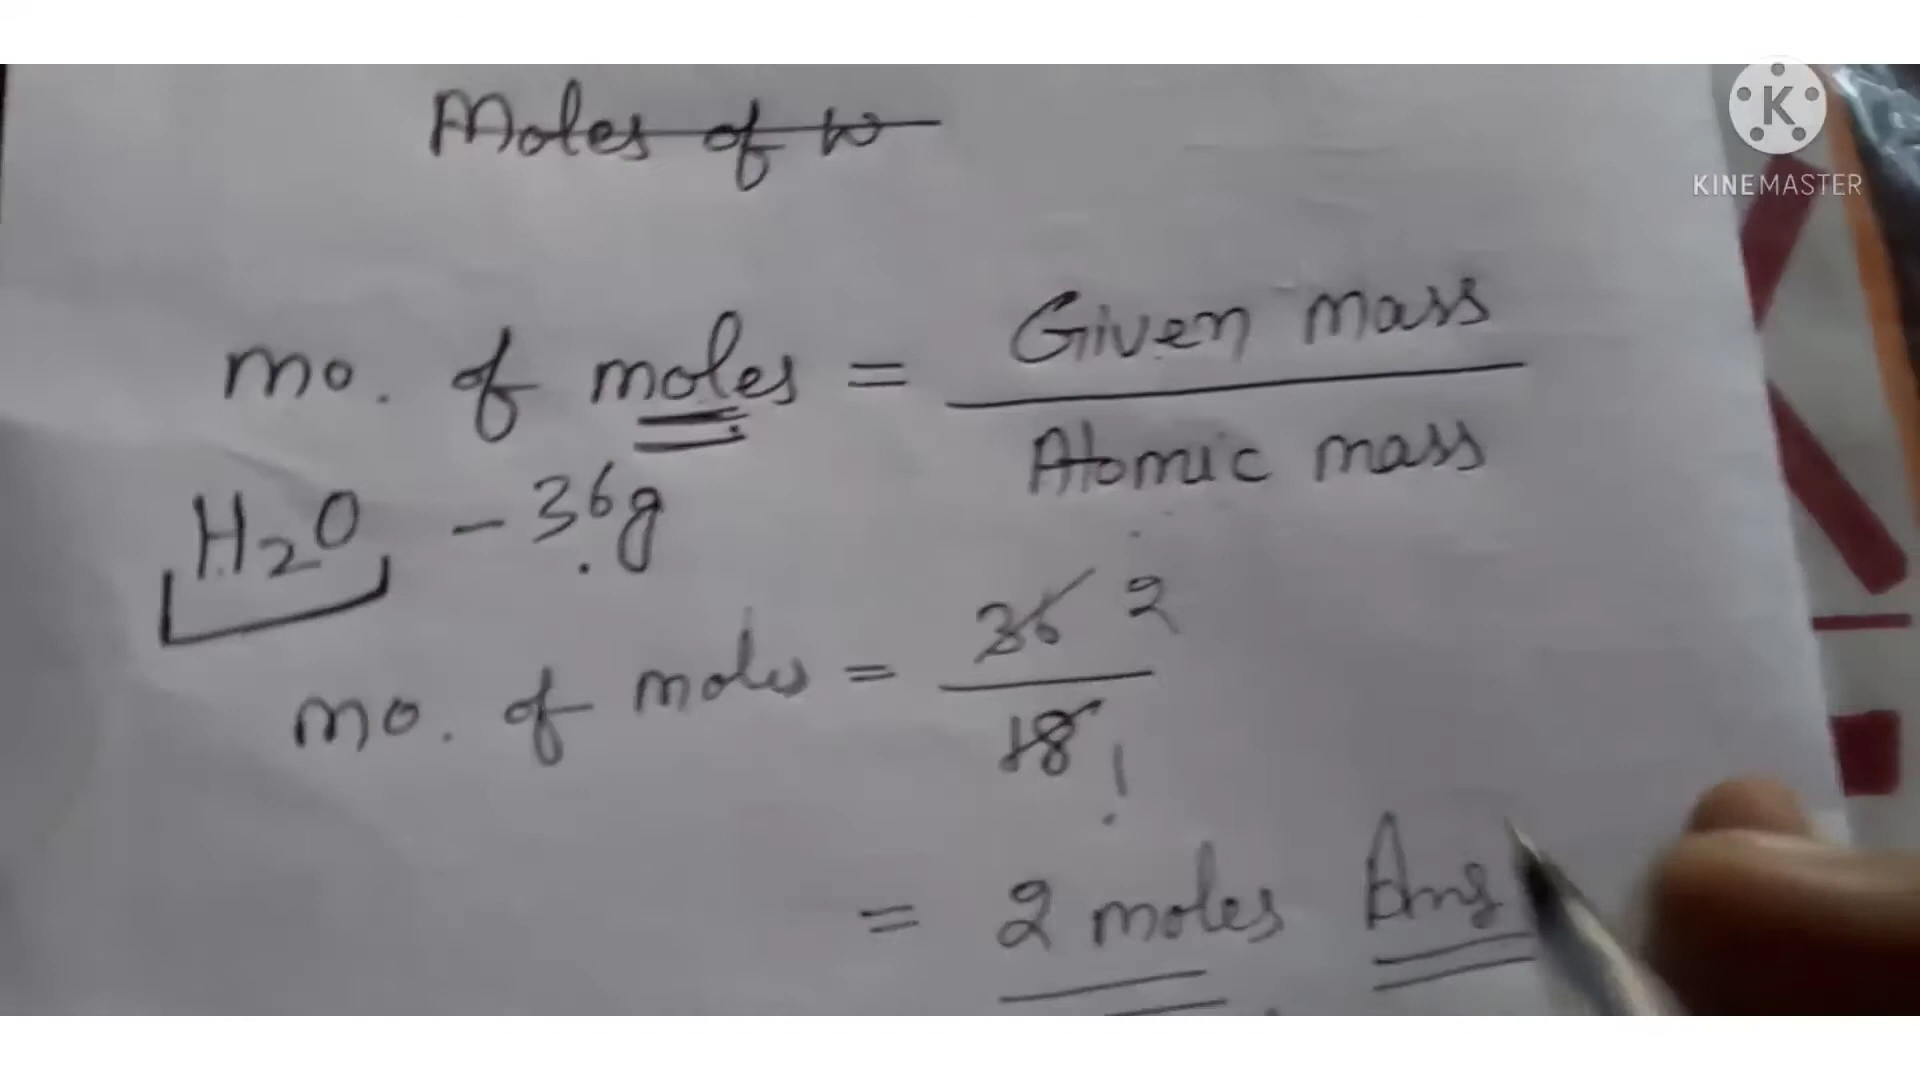 Moles of w
no. of moles = Given mass / Atomic mass
H₂O - 36g
no. of moles = 36 2 / 18 1
= 2 moles Ans
K
KINEMASTER